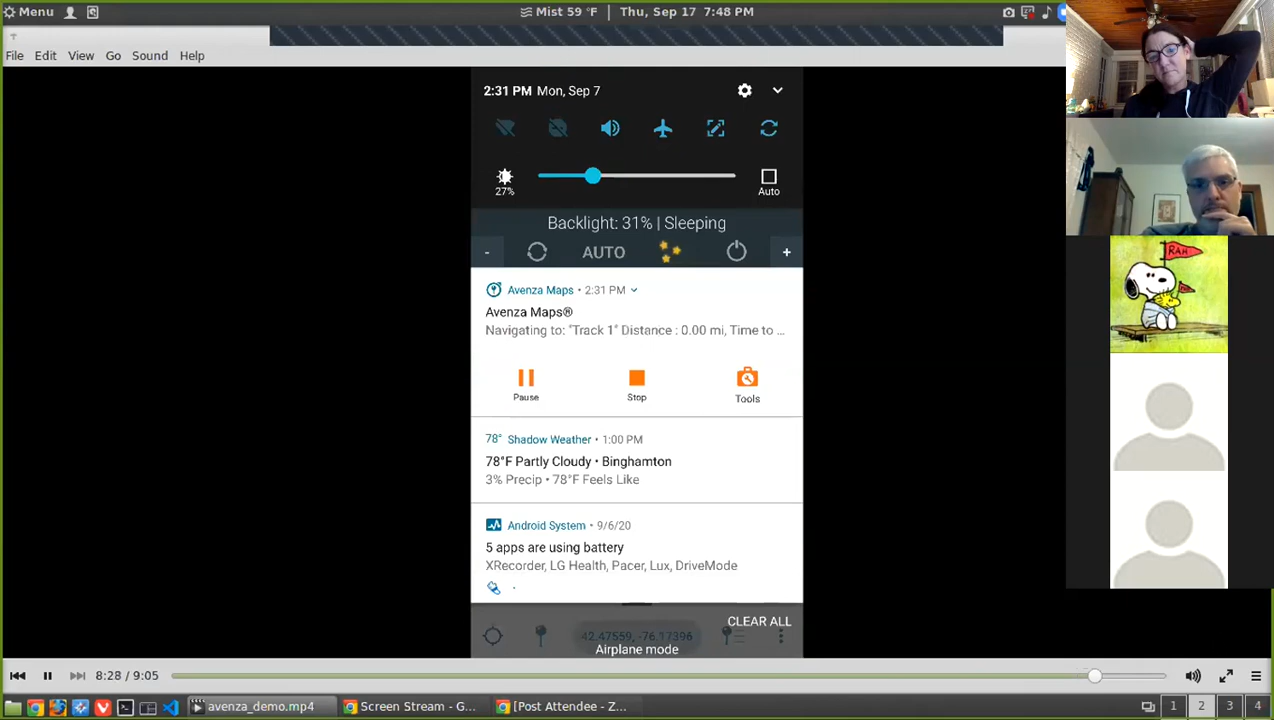 Menu
Mist 59 °F
Thu, Sep 17 7:48 PM
File Edit View Go Sound Help
2:31 PM Mon, Sep 7
27%
Auto
Backlight: 31% | Sleeping
- AUTO +
Avenza Maps • 2:31 PM
Avenza Maps®
Navigating to: "Track 1" Distance : 0.00 mi, Time to ...
Pause Stop Tools
78° Shadow Weather • 1:00 PM
78°F Partly Cloudy • Binghamton
3% Precip • 78°F Feels Like
Android System • 9/6/20
5 apps are using battery
XRecorder, LG Health, Pacer, Lux, DriveMode
CLEAR ALL
42.47559, -76.17396
Airplane mode
RAH
8:28 / 9:05
avenza_demo.mp4
Screen Stream - G...
[Post Attendee - Z...
1 2 3 4